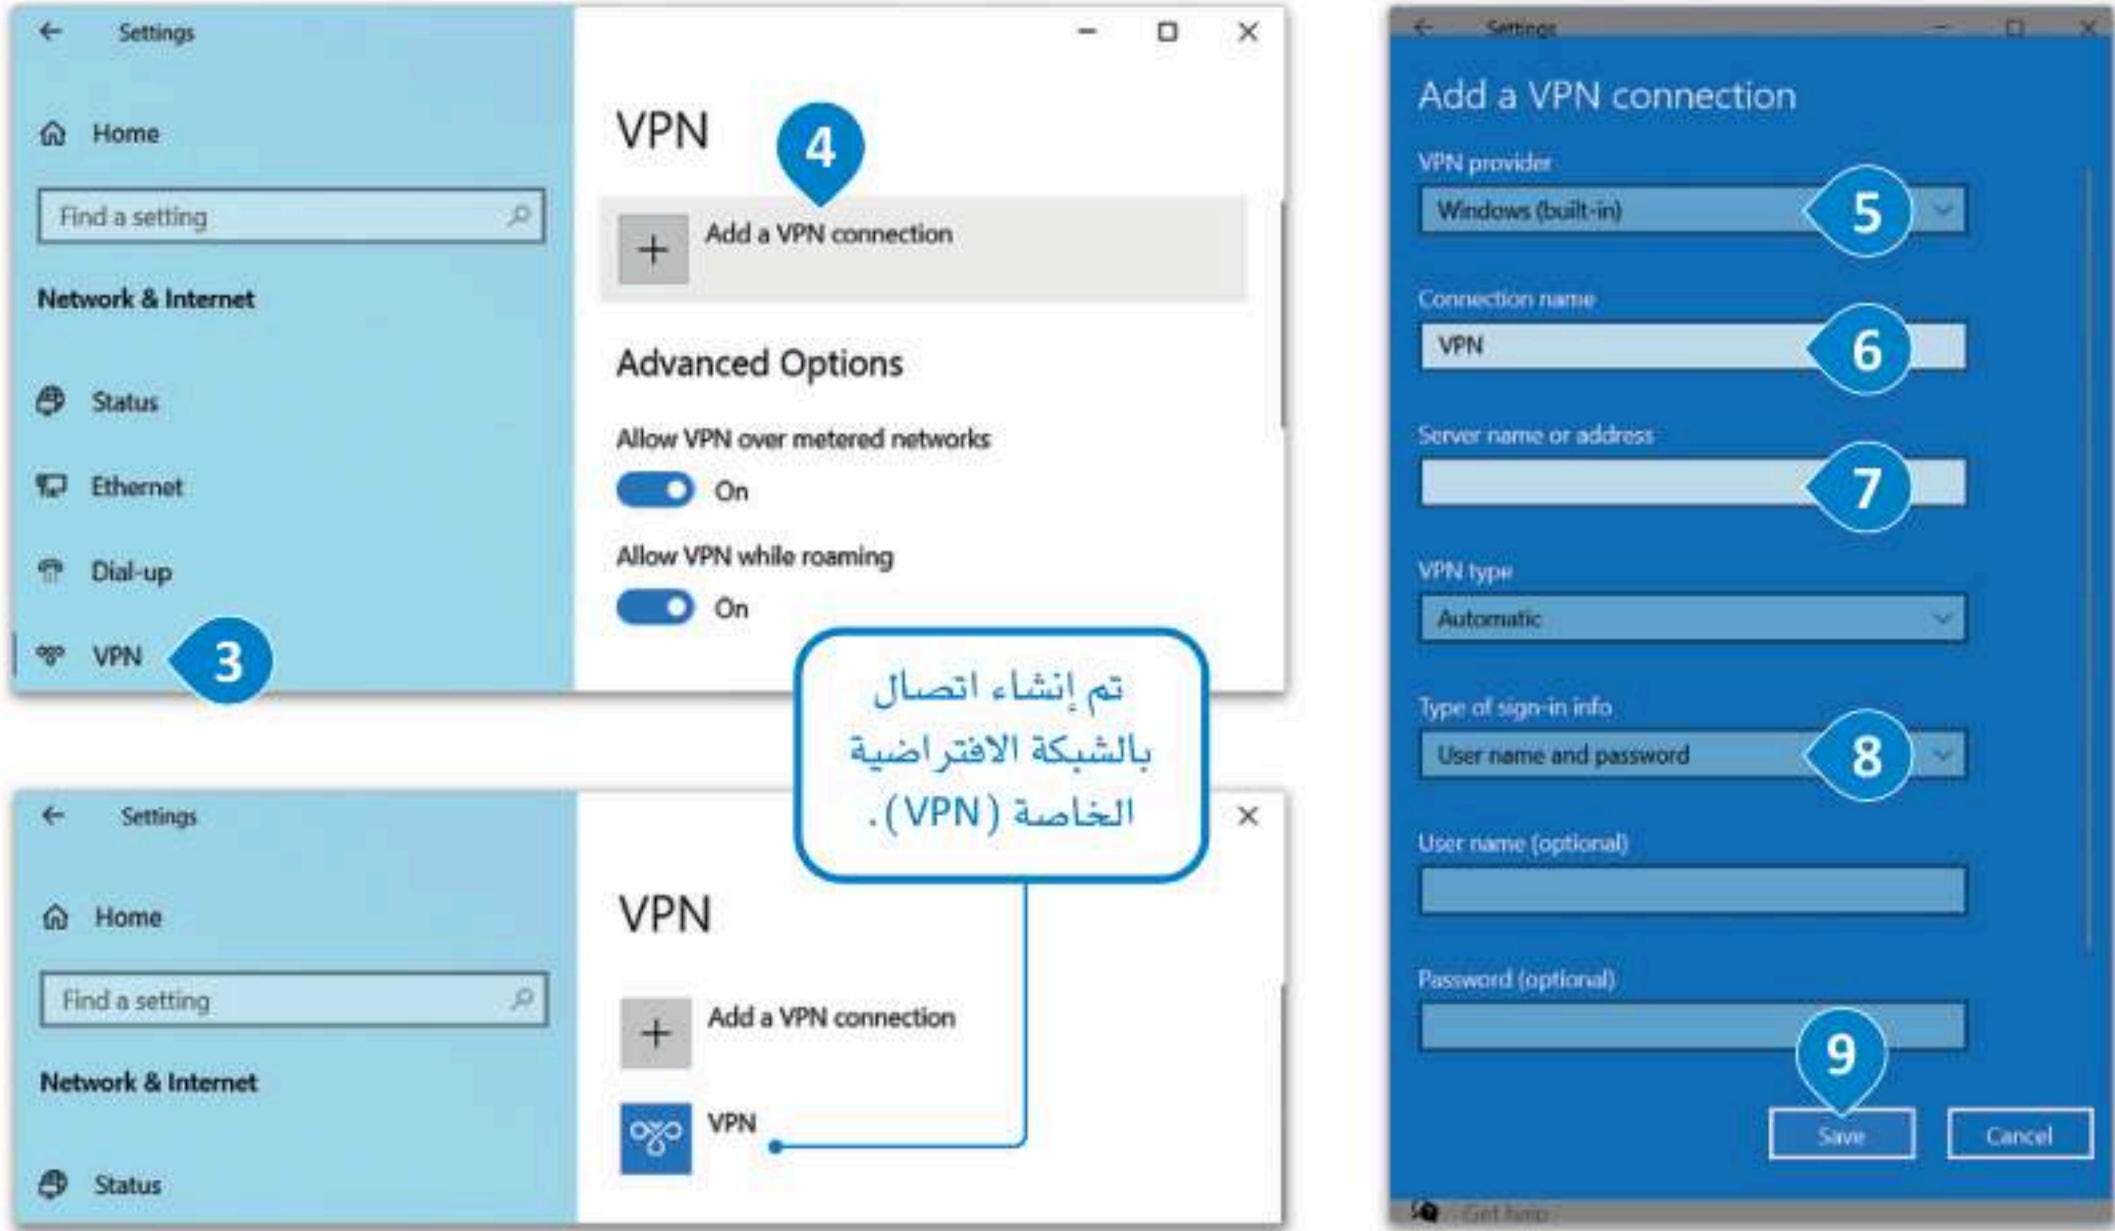 Settings
Home
Find a setting
Network & Internet
Status
Ethernet
Dial-up
VPN
3
VPN
4
Add a VPN connection
Advanced Options
Allow VPN over metered networks
On
Allow VPN while roaming
On
تم إنشاء اتصال
بالشبكة الافتراضية
الخاصة (VPN).
Settings
Home
Find a setting
Network & Internet
Status
VPN
Add a VPN connection
VPN
Settings
Add a VPN connection
VPN provider
Windows (built-in)
5
Connection name
VPN
6
Server name or address
7
VPN type
Automatic
Type of sign-in info
User name and password
8
User name (optional)
Password (optional)
9
Save
Cancel
Get help